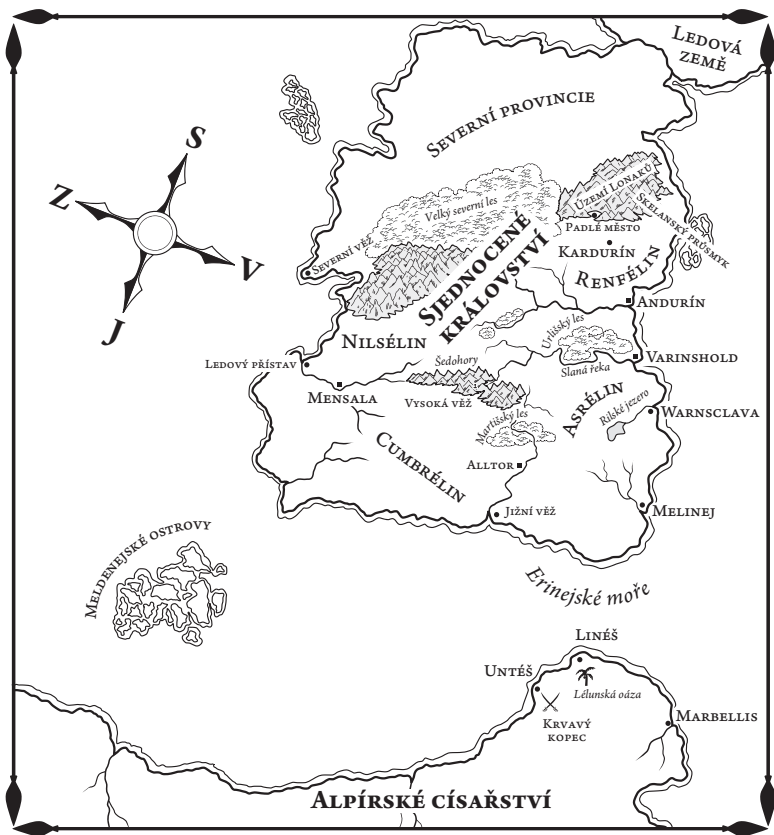 Ledová
země
Severní provincie
S
Z
V
J
Území Lonaků
Velký severní les
Skelanský průsmyk
Padlé město
Kardurín
Severní věž
Renfélin
Sjednocené
království
Andurín
Nilsélin
Urlišský les
Ledový přístav
Šedohory
Varinshold
Slaná řeka
Mensala
Vysoká věž
Asrélin
Rilské jezero
Warnsclava
Martišský les
Cumbrélin
Alltor
Jižní věž
Melinej
Meldenejské ostrovy
Erinejské moře
Linéš
Untéš
Lélunská oáza
Krvavý
kopec
Marbellis
Alpírské císařství